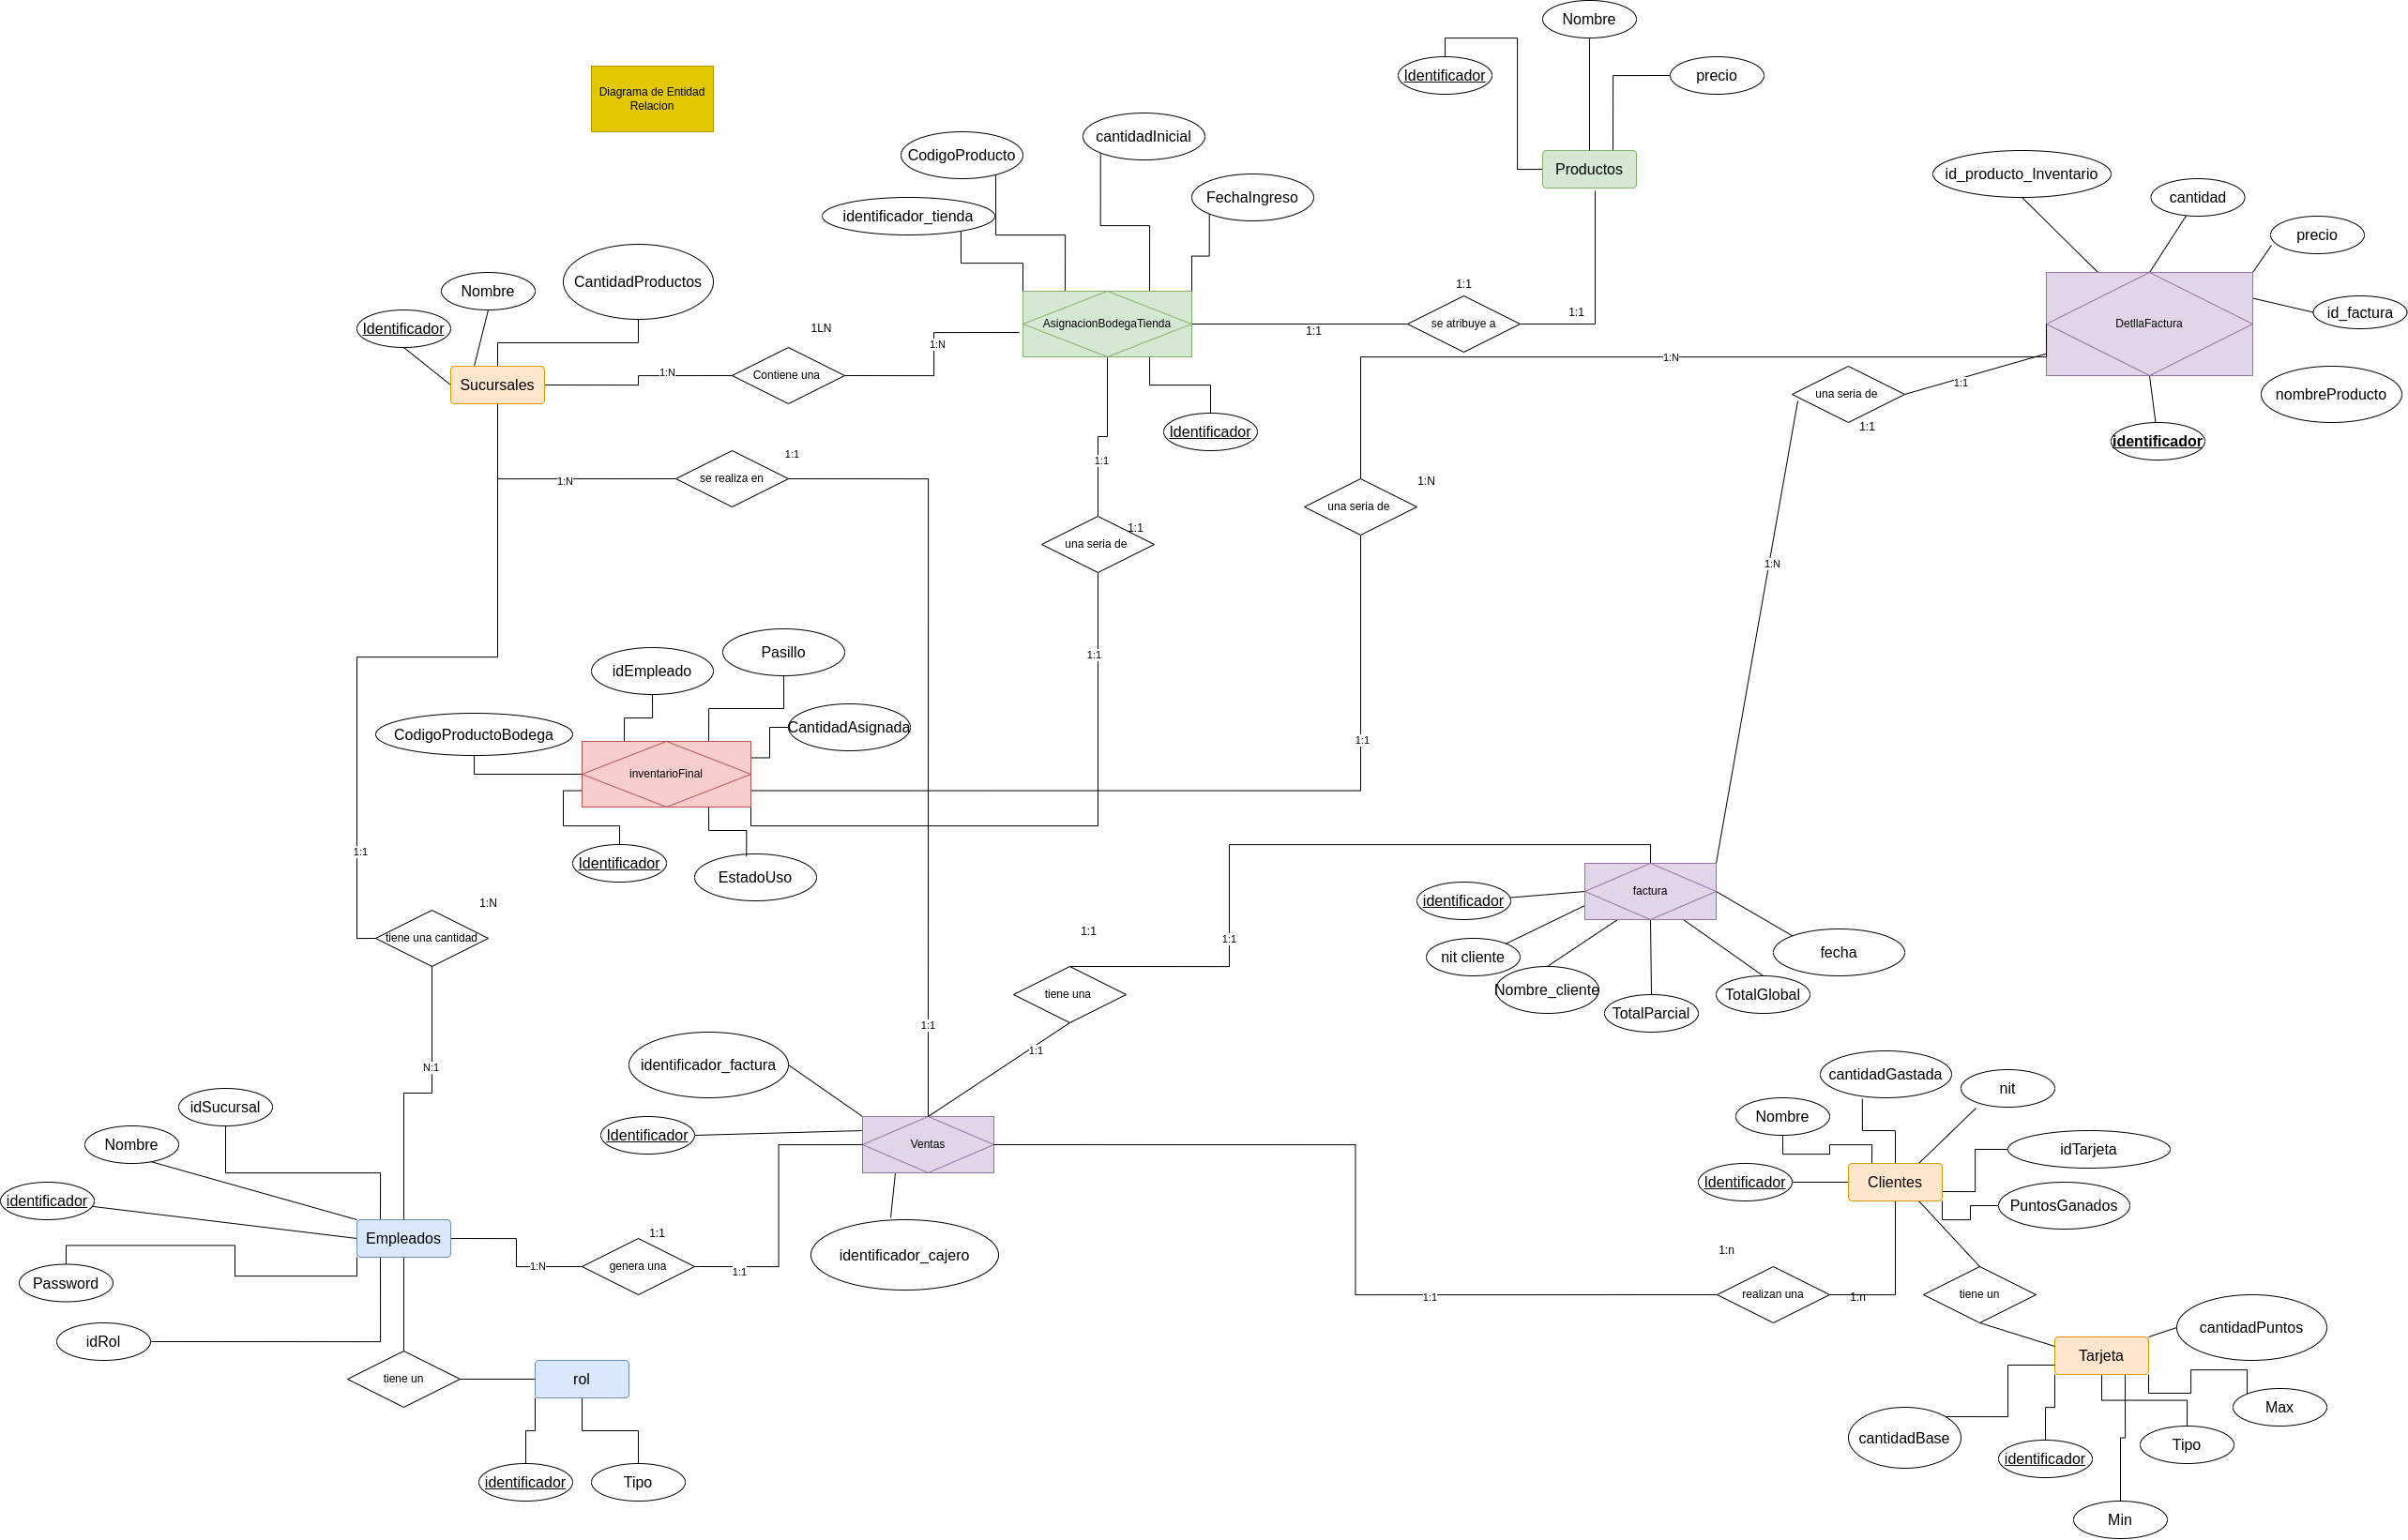 Nombre
Identificador
precio
Diagrama de Entidad
Relacion
cantidadInicial
CodigoProducto
Productos
id_producto_Inventario
FechaIngreso
cantidad
identificador_tienda
precio
CantidadProductos
Nombre
Identificador
1:1
id_factura
1:1
AsignacionBodegaTienda
se atribuye a
DetllaFactura
1LN
1:1
1:N
1:N
1:N
Contiene una
Sucursales
1:1
una seria de
nombreProducto
1:1
Identificador
identificador
1:1
1:1
se realiza en
1:N
1:N
una seria de
1:1
una seria de
1:N
Pasillo
1:1
idEmpleado
CantidadAsignada
CodigoProductoBodega
1:1
inventarioFinal
1:1
Identificador
EstadoUso
factura
identificador
1:N
1:1
tiene una cantidad
1:1
fecha
nit cliente
Nombre_cliente
tiene una
TotalGlobal
TotalParcial
1:1
1:1
identificador_factura
N:1
cantidadGastada
nit
idSucursal
Nombre
Identificador
Nombre
Ventas
idTarjeta
Identificador
Clientes
identificador
PuntosGanados
Empleados
1:1
identificador_cajero
1:n
genera una
1:N
1:1
Password
1:1
realizan una
1:n
tiene un
cantidadPuntos
idRol
Tarjeta
tiene un
rol
Max
cantidadBase
Tipo
identificador
identificador
Tipo
Min